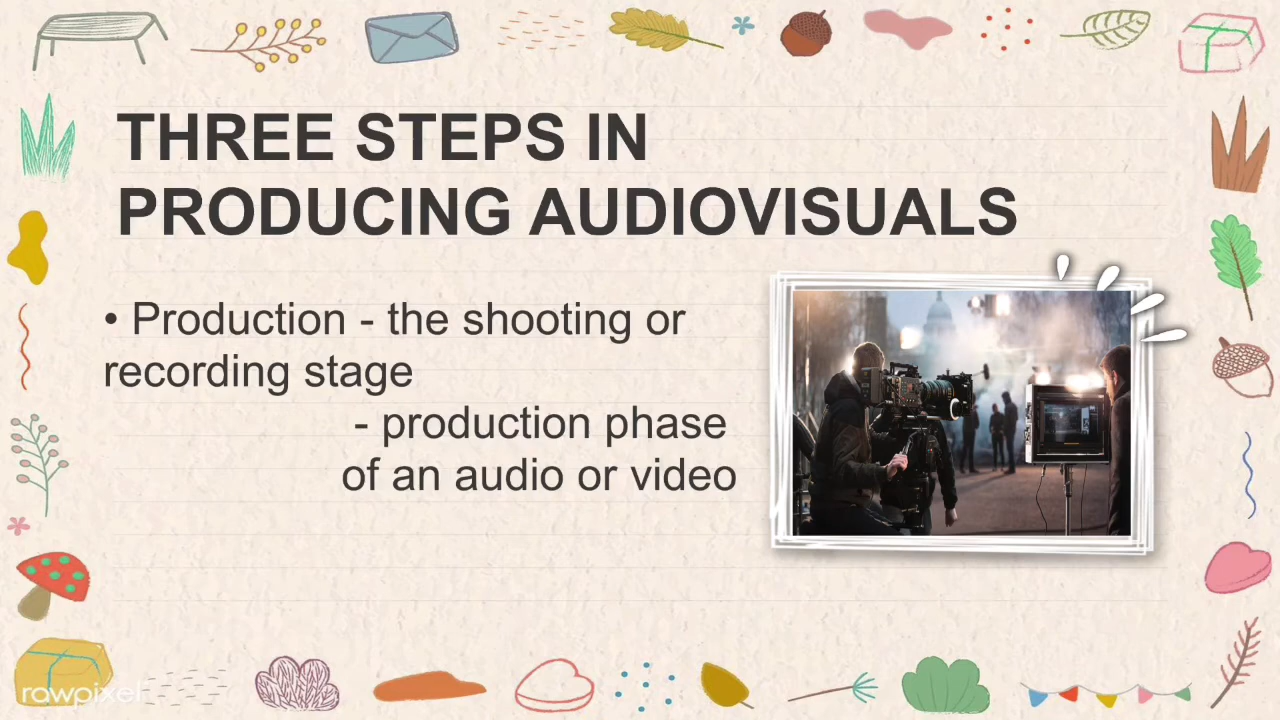 THREE STEPS IN
PRODUCING AUDIOVISUALS
• Production - the shooting or
recording stage
- production phase
of an audio or video
rawpixel